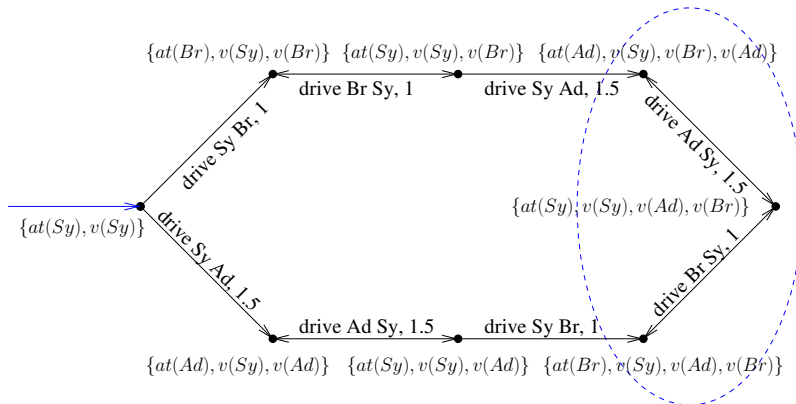 {at(Br), v(Sy), v(Br)} {at(Sy), v(Sy), v(Br)} {at(Ad), v(Sy), v(Br), v(Ad)}
drive Br Sy, 1 drive Sy Ad, 1.5
drive Sy Br, 1
drive Ad Sy, 1.5
{at(Sy), v(Sy)}
{at(Sy), v(Sy), v(Ad), v(Br)}
drive Sy Ad, 1.5
drive Br Sy, 1
drive Ad Sy, 1.5 drive Sy Br, 1
{at(Ad), v(Sy), v(Ad)} {at(Sy), v(Sy), v(Ad)} {at(Br), v(Sy), v(Ad), v(Br)}